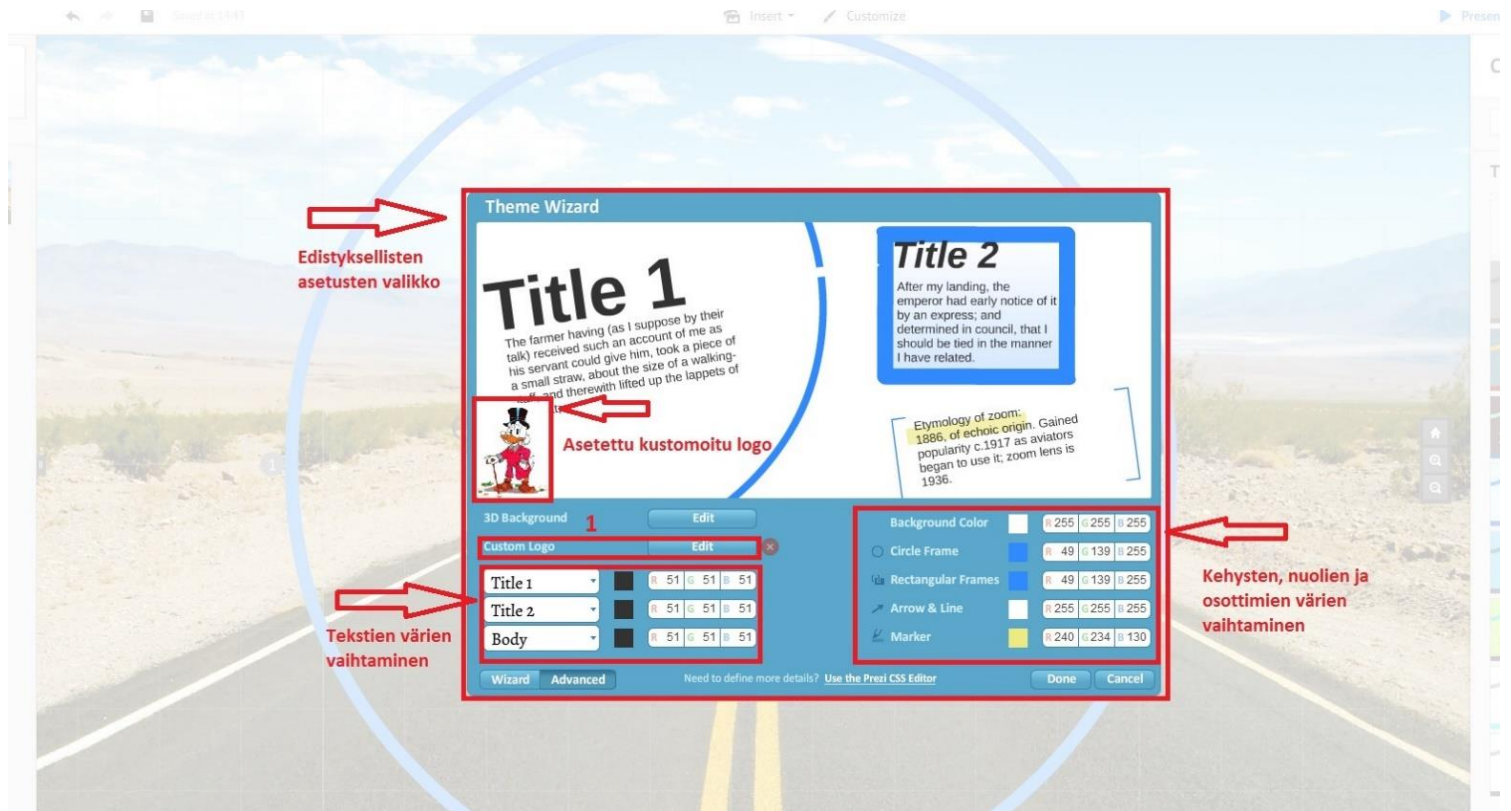 Saved at 14:13
Insert
Customize
Presen
Theme Wizard
Edistyksellisten
asetusten valikko
Title 1
The farmer having (as I suppose by their
talk) received such an account of me as
his servant could give him, took a piece of
a small straw, about the size of a walking-
and therewith lifted up the lappets of
Title 2
After my landing, the
emperor had early notice of it
by an express; and
determined in council, that I
should be tied in the manner
I have related.
Asetettu kustomoitu logo
Etymology of zoom:
1886, of echoic origin. Gained
popularity c.1917 as aviators
began to use it; zoom lens is
1936.
1
3D Background Edit
1
Custom Logo Edit
Title 1 R 51 G 51 B 51
Title 2 R 51 G 51 B 51
Body R 51 G 51 B 51
Tekstien värien
vaihtaminen
Background Color R 255 G 255 B 255
Circle Frame R 49 G 139 B 255
Rectangular Frames R 49 G 139 B 255
Arrow & Line R 255 G 255 B 255
Marker R 240 G 234 B 130
Kehysten, nuolien ja
osottimien värien
vaihtaminen
Wizard Advanced Need to define more details? Use the Prezi CSS Editor Done Cancel